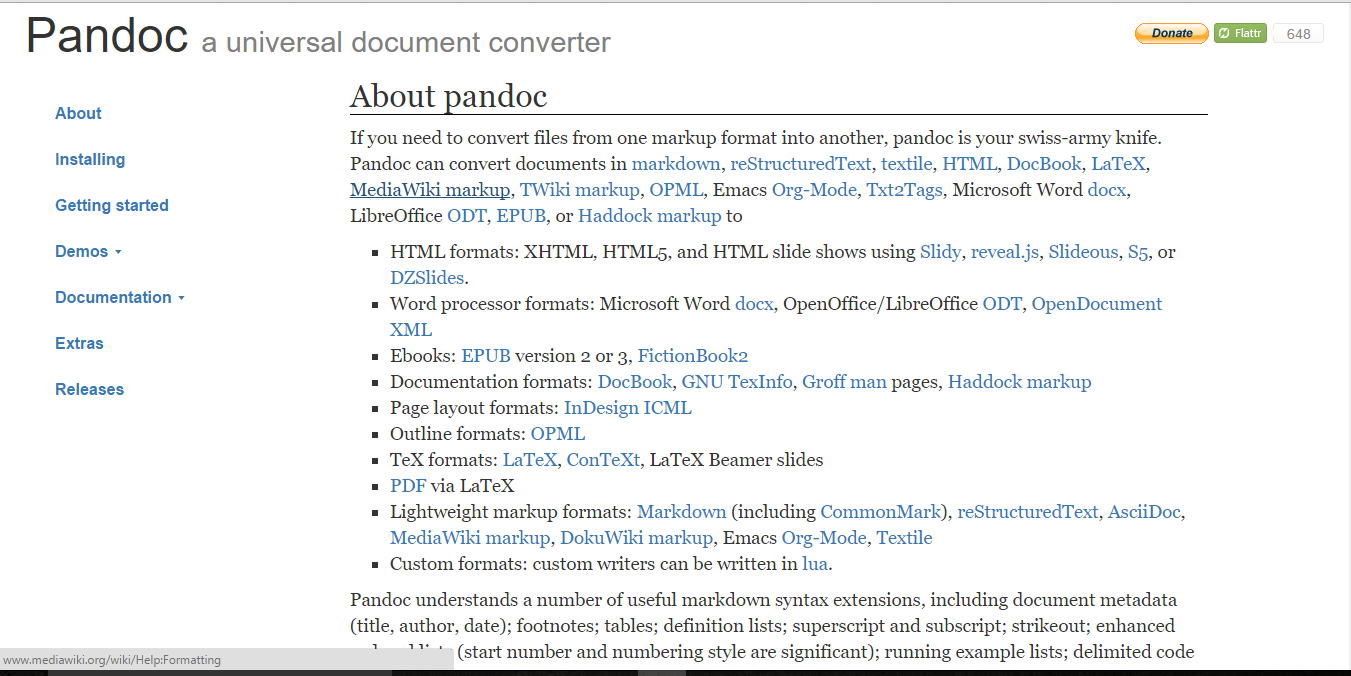 Pandoc a universal document converter
Donate
Flattr
648
About
Installing
Getting started
Demos
Documentation
Extras
Releases
About pandoc
If you need to convert files from one markup format into another, pandoc is your swiss-army knife.
Pandoc can convert documents in markdown, reStructuredText, textile, HTML, DocBook, LaTeX,
MediaWiki markup, TWiki markup, OPML, Emacs Org-Mode, Txt2Tags, Microsoft Word docx,
LibreOffice ODT, EPUB, or Haddock markup to
HTML formats: XHTML, HTML5, and HTML slide shows using Slidy, reveal.js, Slideous, S5, or
DZSlides.
Word processor formats: Microsoft Word docx, OpenOffice/LibreOffice ODT, OpenDocument
XML
Ebooks: EPUB version 2 or 3, FictionBook2
Documentation formats: DocBook, GNU TexInfo, Groff man pages, Haddock markup
Page layout formats: InDesign ICML
Outline formats: OPML
TeX formats: LaTeX, ConTeXt, LaTeX Beamer slides
PDF via LaTeX
Lightweight markup formats: Markdown (including CommonMark), reStructuredText, AsciiDoc,
MediaWiki markup, DokuWiki markup, Emacs Org-Mode, Textile
Custom formats: custom writers can be written in lua.
Pandoc understands a number of useful markdown syntax extensions, including document metadata
(title, author, date); footnotes; tables; definition lists; superscript and subscript; strikeout; enhanced
(start number and numbering style are significant); running example lists; delimited code
www.mediawiki.org/wiki/Help:Formatting